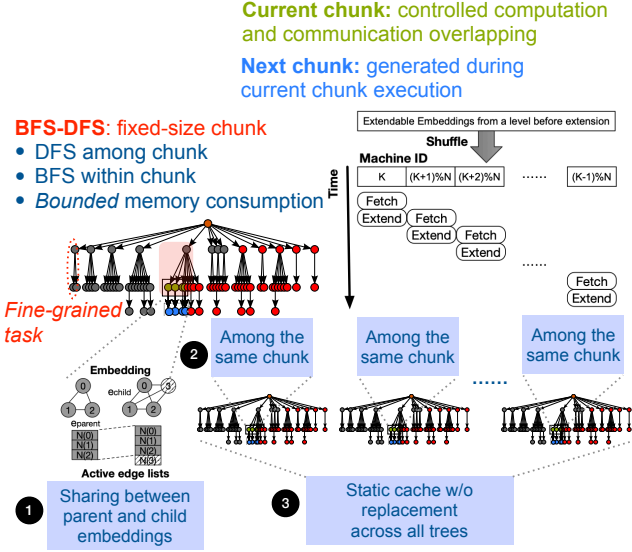 Current chunk: controlled computation
and communication overlapping
Next chunk: generated during
current chunk execution
BFS-DFS: fixed-size chunk
• DFS among chunk
• BFS within chunk
• Bounded memory consumption
Extendable Embeddings from a level before extension
Shuffle
Machine ID
Time
K (K+1)%N (K+2)%N ...... (K-1)%N
Fetch
Extend Fetch
Extend Fetch
Extend
......
Fetch
Extend
Fine-grained
task
2
Among the
same chunk
Among the
same chunk
......
Among the
same chunk
Embedding
0 0 3
eparent echild
1 2 1 2
N(0) N(0)
N(1) N(1)
N(2) N(2)
N(3)
Active edge lists
1
Sharing between
parent and child
embeddings
3
Static cache w/o
replacement
across all trees